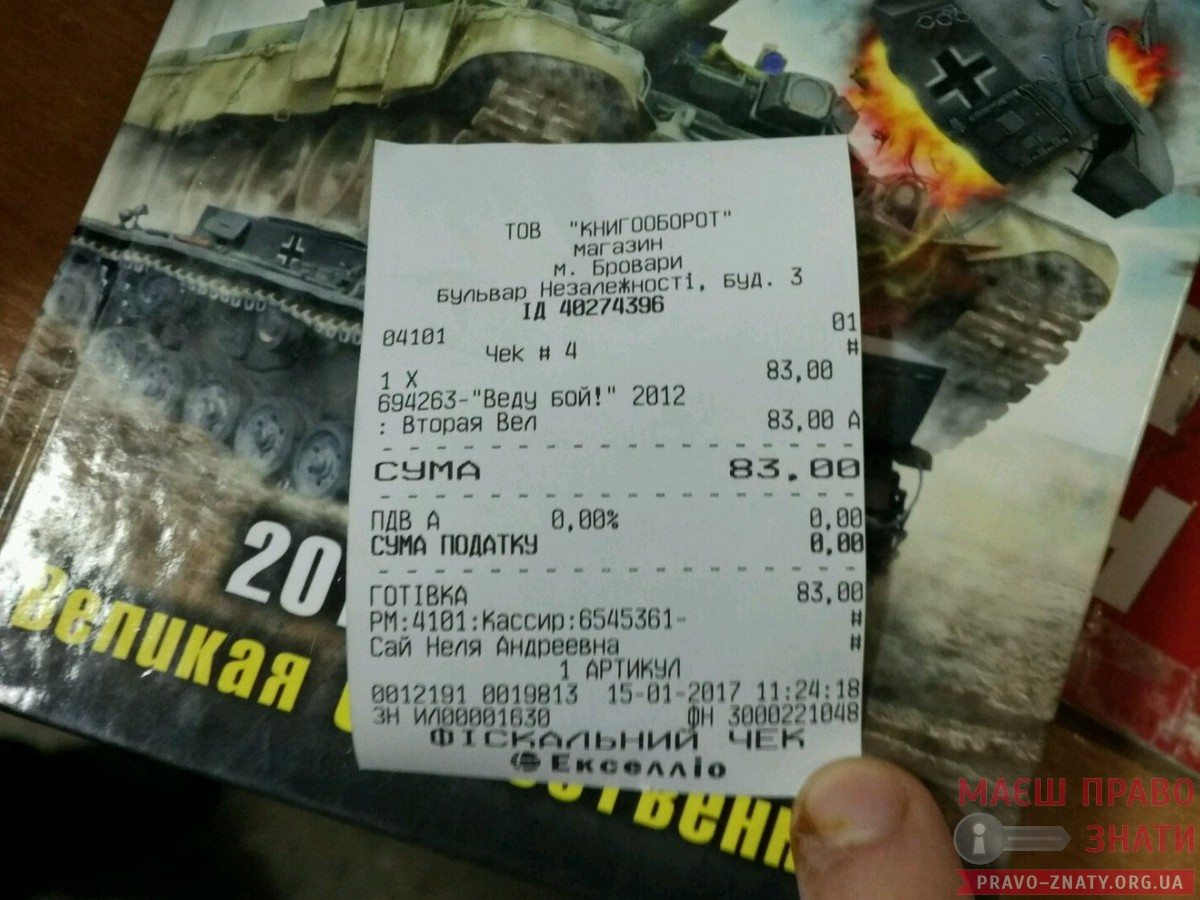 ТОВ "КНИГООБОРОТ"
магазин
м. Бровари
бульвар Незалежності, буд. 3
ІД 40274396
04101 01
Чек # 4 #
1 X 83,00
694263-"Веду бой!" 2012
: Вторая Вел 83,00 А
СУМА 83.00
ПДВ А 0,00% 0,00
СУМА ПОДАТКУ 0,00
ГОТІВКА 83,00
РМ:4101:Кассир:6545361- #
Сай Неля Андреевна #
1 АРТИКУЛ
0012191 0019813 15-01-2017 11:24:18
ЗН ИЛ00001630 ФН 3000221048
ФІСКАЛЬНИЙ ЧЕК
Екселліо
201
Великая
ственн
МАЄШ ПРАВО
ЗНАТИ
PRAVO-ZNATY.ORG.UA